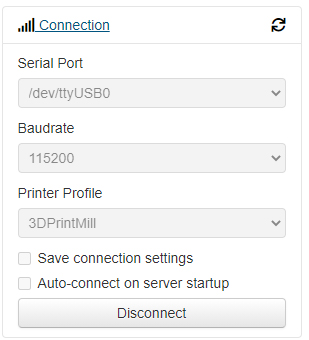 Connection
Serial Port
/dev/ttyUSB0
Baudrate
115200
Printer Profile
3DPrintMill
Save connection settings
Auto-connect on server startup
Disconnect